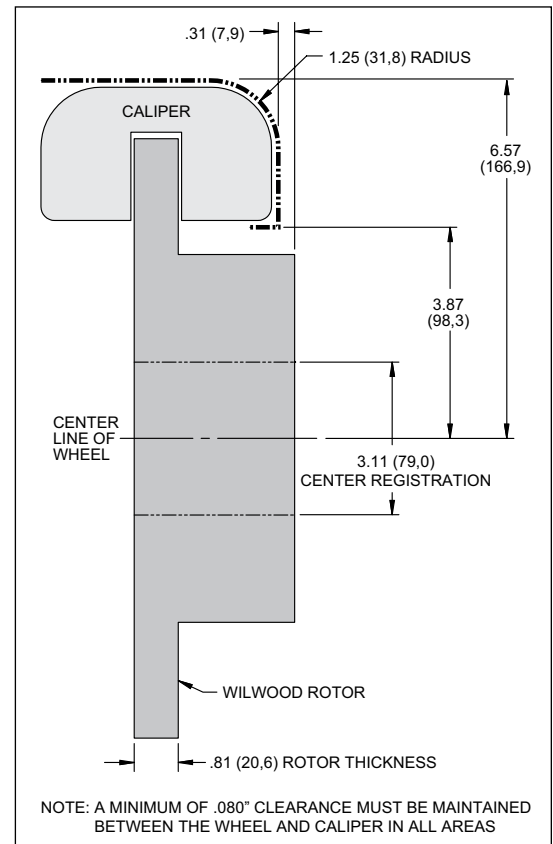 .31 (7,9)
1.25 (31,8) RADIUS
CALIPER
6.57
(166,9)
3.87
(98,3)
CENTER
LINE OF
WHEEL
3.11 (79,0)
CENTER REGISTRATION
WILWOOD ROTOR
.81 (20,6) ROTOR THICKNESS
NOTE: A MINIMUM OF .080" CLEARANCE MUST BE MAINTAINED
BETWEEN THE WHEEL AND CALIPER IN ALL AREAS